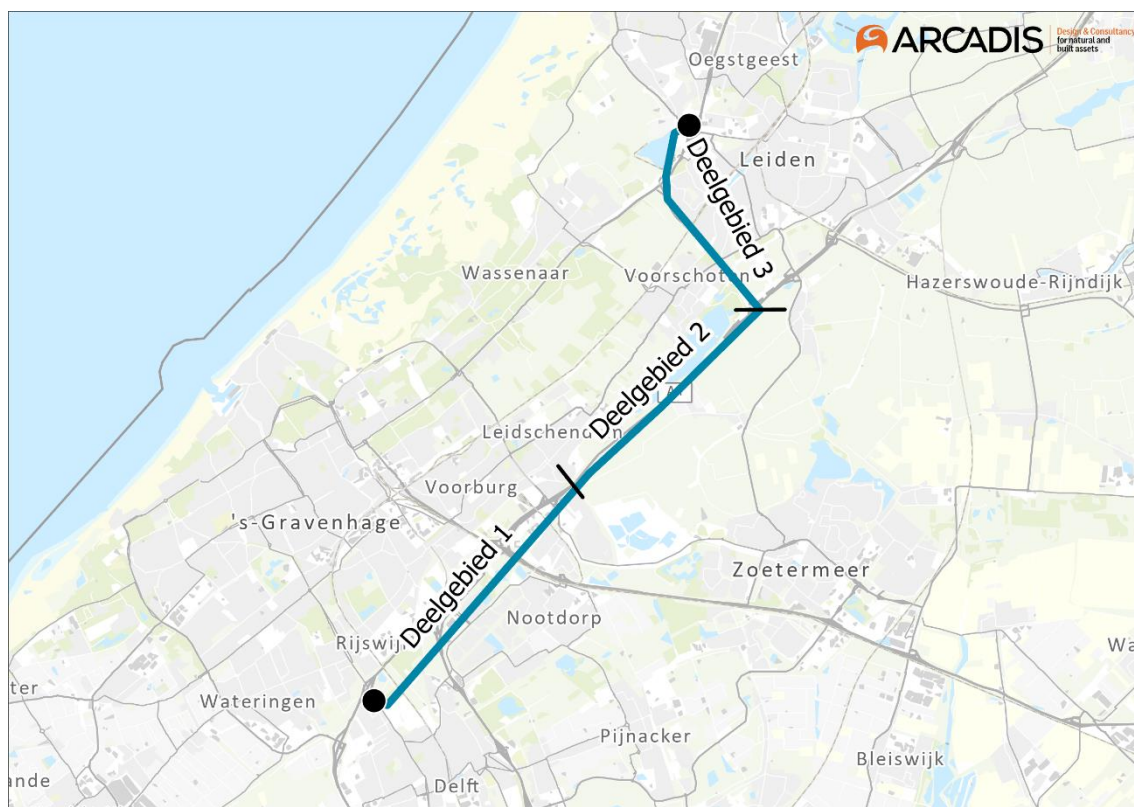 ARCADIS
Design & Consultancy
for natural and
built assets
Oegstgeest
Leiden
Deelgebied 3
Wassenaar
Voorschoten
Hazerswoude-Rijndijk
Deelgebied 2
Leidschendam
Voorburg
's-Gravenhage
Deelgebied 1
Zoetermeer
Nootdorp
Rijswijk
Wateringen
Pijnacker
Delft
Bleiswijk